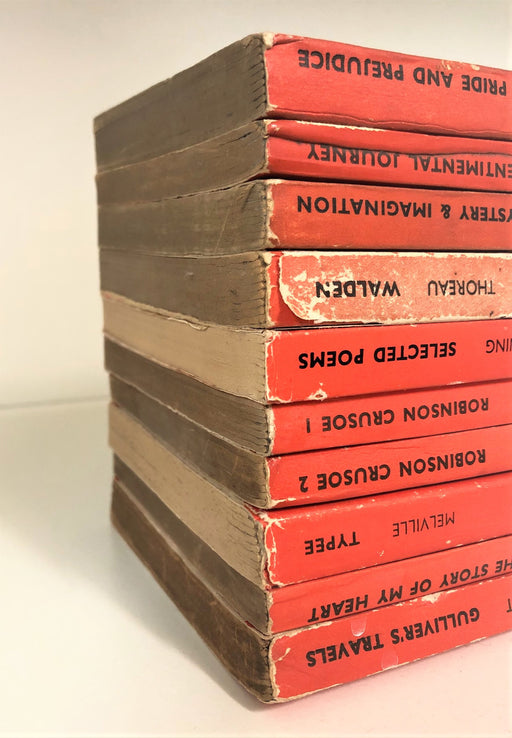 PRIDE AND PREJUDICE
ENTIMENTAL JOURNEY
YSTERY & IMAGINATION
THOREAU WALDEN
NING SELECTED POEMS
ROBINSON CRUSOE 1
ROBINSON CRUSOE 2
MELVILLE TYPEE
HE STORY OF MY HEART
T GULLIVER'S TRAVELS